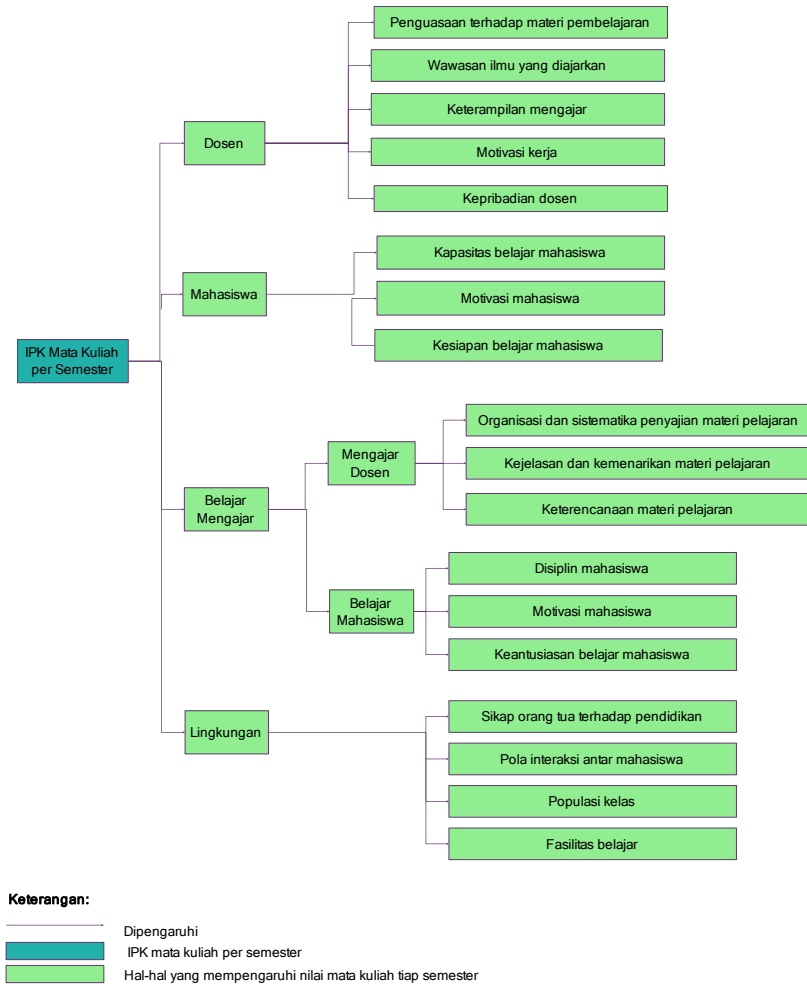 Penguasaan terhadap materi pembelajaran
Wawasan ilmu yang diajarkan
Keterampilan mengajar
Dosen
Motivasi kerja
Kepribadian dosen
Kapasitas belajar mahasiswa
Mahasiswa
Motivasi mahasiswa
Kesiapan belajar mahasiswa
IPK Mata Kuliah
per Semester
Organisasi dan sistematika penyajian materi pelajaran
Mengajar
Dosen
Kejelasan dan kemenarikan materi pelajaran
Keterencanaan materi pelajaran
Belajar
Mengajar
Disiplin mahasiswa
Belajar
Mahasiswa
Motivasi mahasiswa
Keantusiasan belajar mahasiswa
Sikap orang tua terhadap pendidikan
Lingkungan
Pola interaksi antar mahasiswa
Populasi kelas
Fasilitas belajar
Keterangan:
Dipengaruhi
IPK mata kuliah per semester
Hal-hal yang mempengaruhi nilai mata kuliah tiap semester